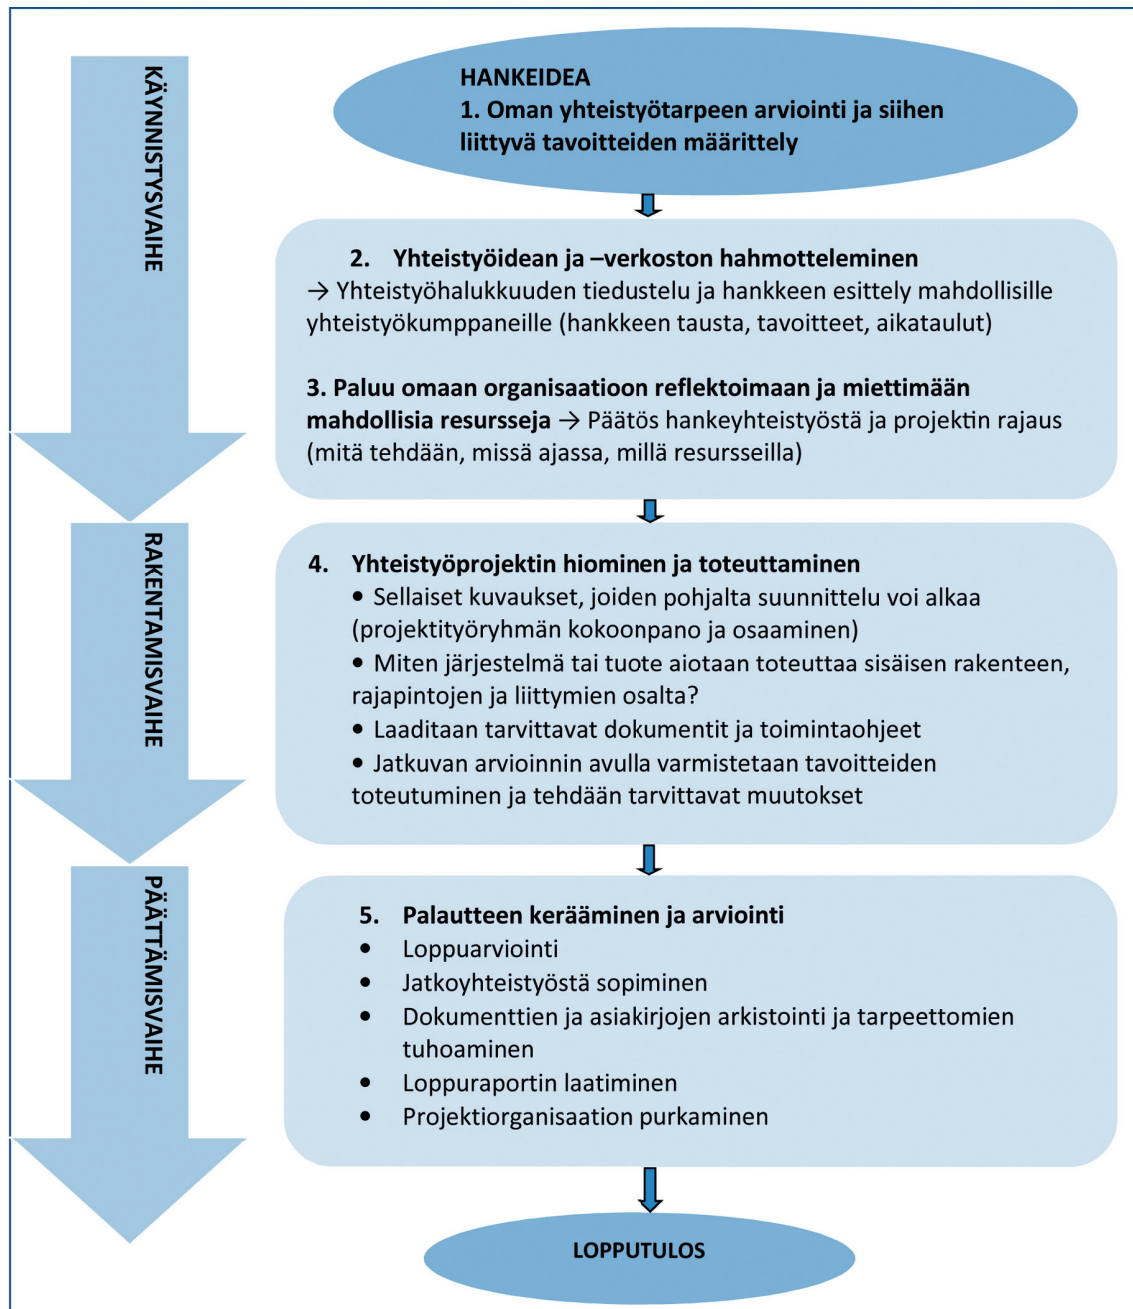 KÄYNNISTYSVAIHE
HANKEIDEA
1. Oman yhteistyötarpeen arviointi ja siihen
liittyvä tavoitteiden määrittely
2. Yhteistyöidean ja –verkoston hahmotteleminen
→ Yhteistyöhalukkuuden tiedustelu ja hankkeen esittely mahdollisille
yhteistyökumppaneille (hankkeen tausta, tavoitteet, aikataulut)
3. Paluu omaan organisaatioon reflektoimaan ja miettimään
mahdollisia resursseja → Päätös hankeyhteistyöstä ja projektin rajaus
(mitä tehdään, missä ajassa, millä resursseilla)
RAKENTAMISVAIHE
4. Yhteistyöprojektin hiominen ja toteuttaminen
• Sellaiset kuvaukset, joiden pohjalta suunnittelu voi alkaa
(projektityöryhmän kokoonpano ja osaaminen)
• Miten järjestelmä tai tuote aiotaan toteuttaa sisäisen rakenteen,
rajapintojen ja liittymien osalta?
• Laaditaan tarvittavat dokumentit ja toimintaohjeet
• Jatkuvan arvioinnin avulla varmistetaan tavoitteiden
toteutuminen ja tehdään tarvittavat muutokset
PÄÄTTÄMISVAIHE
5. Palautteen kerääminen ja arviointi
• Loppuarviointi
• Jatkoyhteistyöstä sopiminen
• Dokumenttien ja asiakirjojen arkistointi ja tarpeettomien
tuhoaminen
• Loppuraportin laatiminen
• Projektiorganisaation purkaminen
LOPPUTULOS